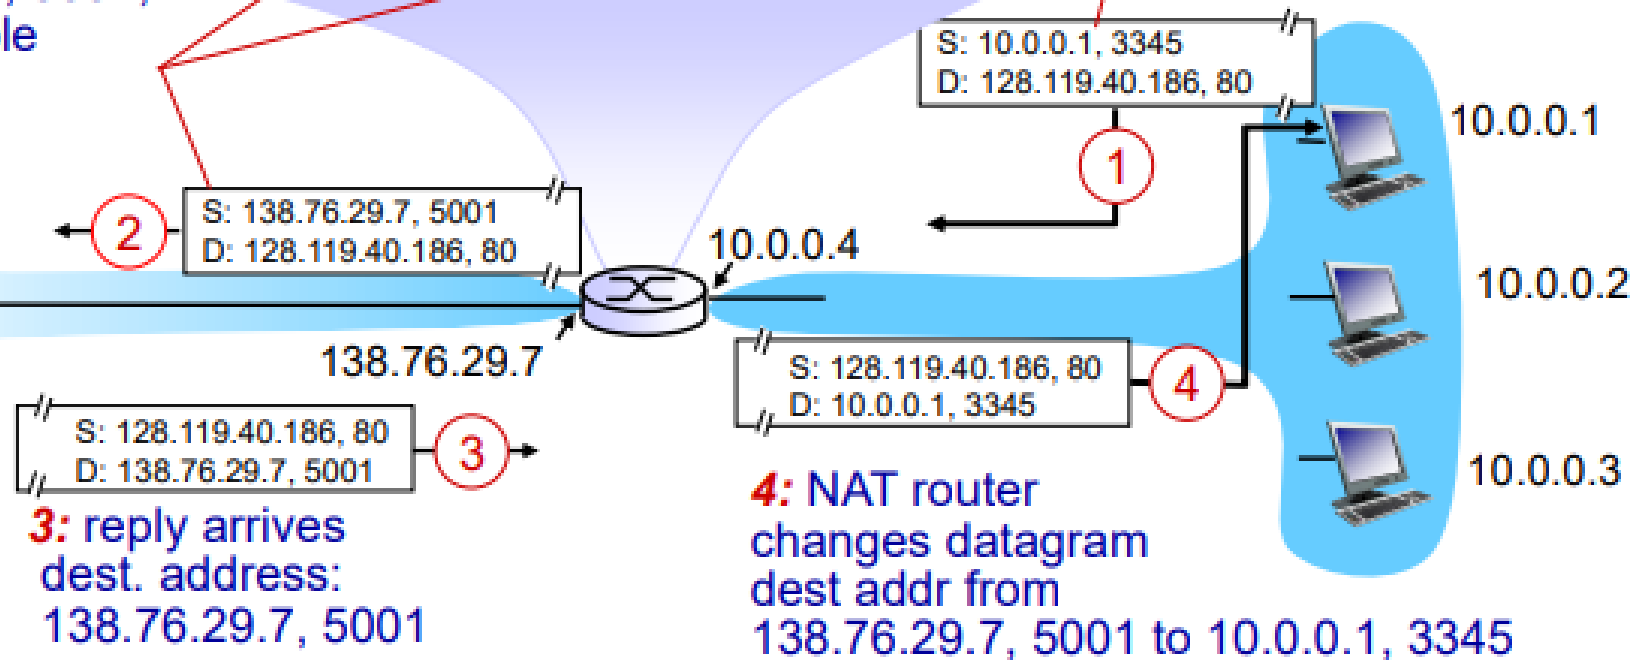 S: 10.0.0.1, 3345
D: 128.119.40.186, 80
10.0.0.1
1
S: 138.76.29.7, 5001
D: 128.119.40.186, 80
2
10.0.0.4
10.0.0.2
138.76.29.7
S: 128.119.40.186, 80
D: 10.0.0.1, 3345
4
S: 128.119.40.186, 80
D: 138.76.29.7, 5001
3
10.0.0.3
3: reply arrives
dest. address:
138.76.29.7, 5001
4: NAT router
changes datagram
dest addr from
138.76.29.7, 5001 to 10.0.0.1, 3345